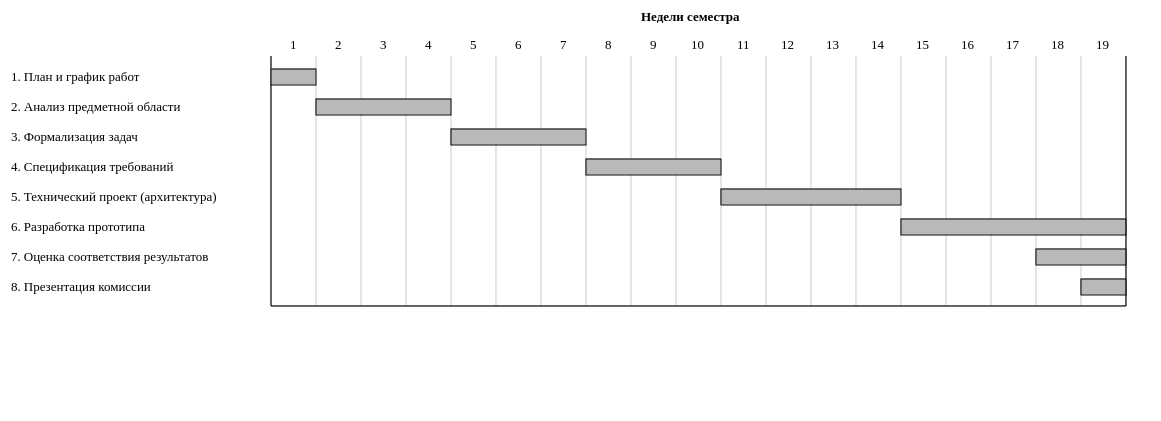 Недели семестра
1 2 3 4 5 6 7 8 9 10 11 12 13 14 15 16 17 18 19
1. План и график работ
2. Анализ предметной области
3. Формализация задач
4. Спецификация требований
5. Технический проект (архитектура)
6. Разработка прототипа
7. Оценка соответствия результатов
8. Презентация комиссии